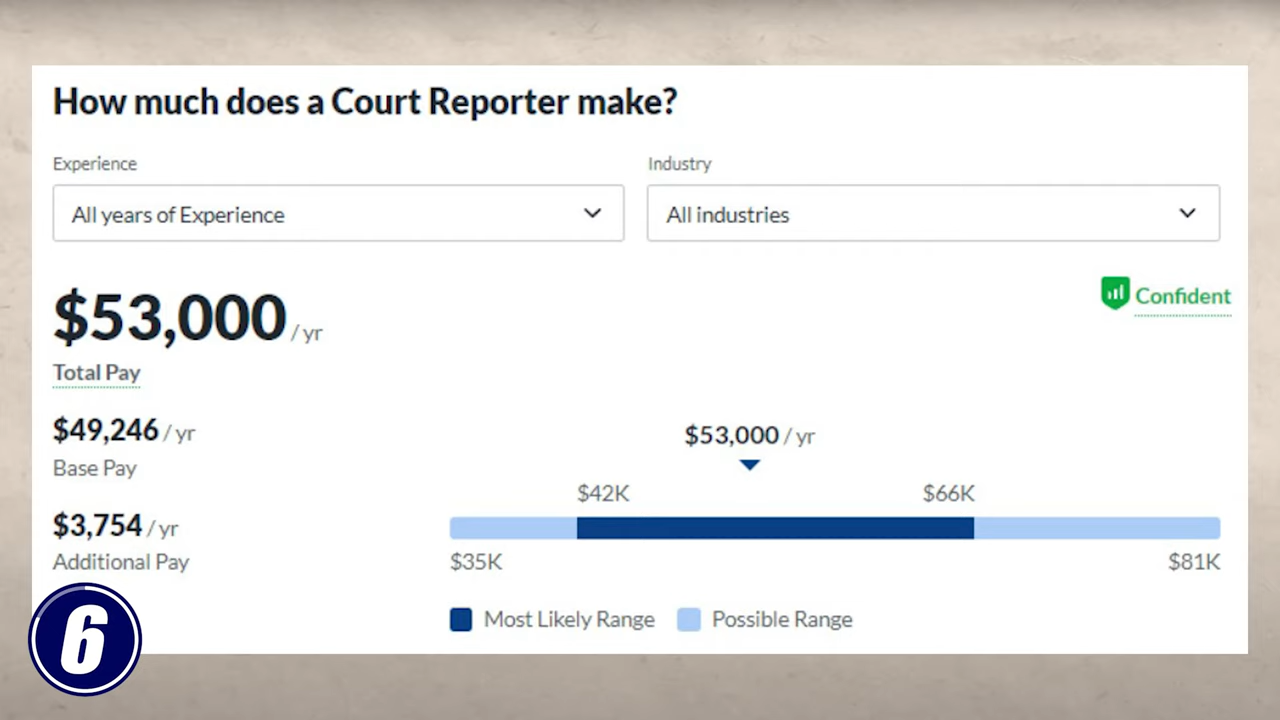 How much does a Court Reporter make?
Experience
Industry
All years of Experience
All industries
$53,000 / yr
Confident
Total Pay
$49,246 / yr
Base Pay
$53,000 / yr
$42K
$66K
$3,754 / yr
Additional Pay
$35K
$81K
Most Likely Range
Possible Range
6